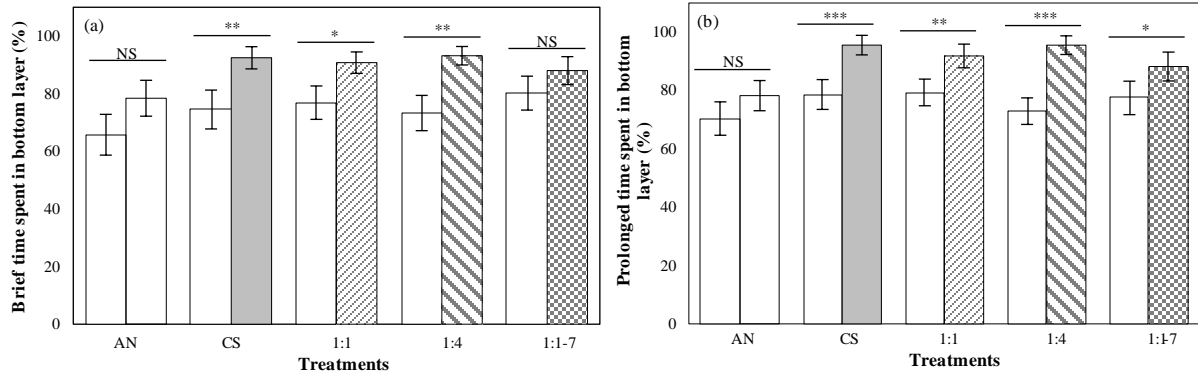 (a)
Brief time spent in bottom layer (%)
100
80
60
40
20
0
NS
**
*
**
NS
AN
CS
1:1
1:4
1:1-7
Treatments
(b)
Prolonged time spent in bottom
layer (%)
100
80
60
40
20
0
NS
***
**
***
*
AN
CS
1:1
1:4
1:1-7
Treatments